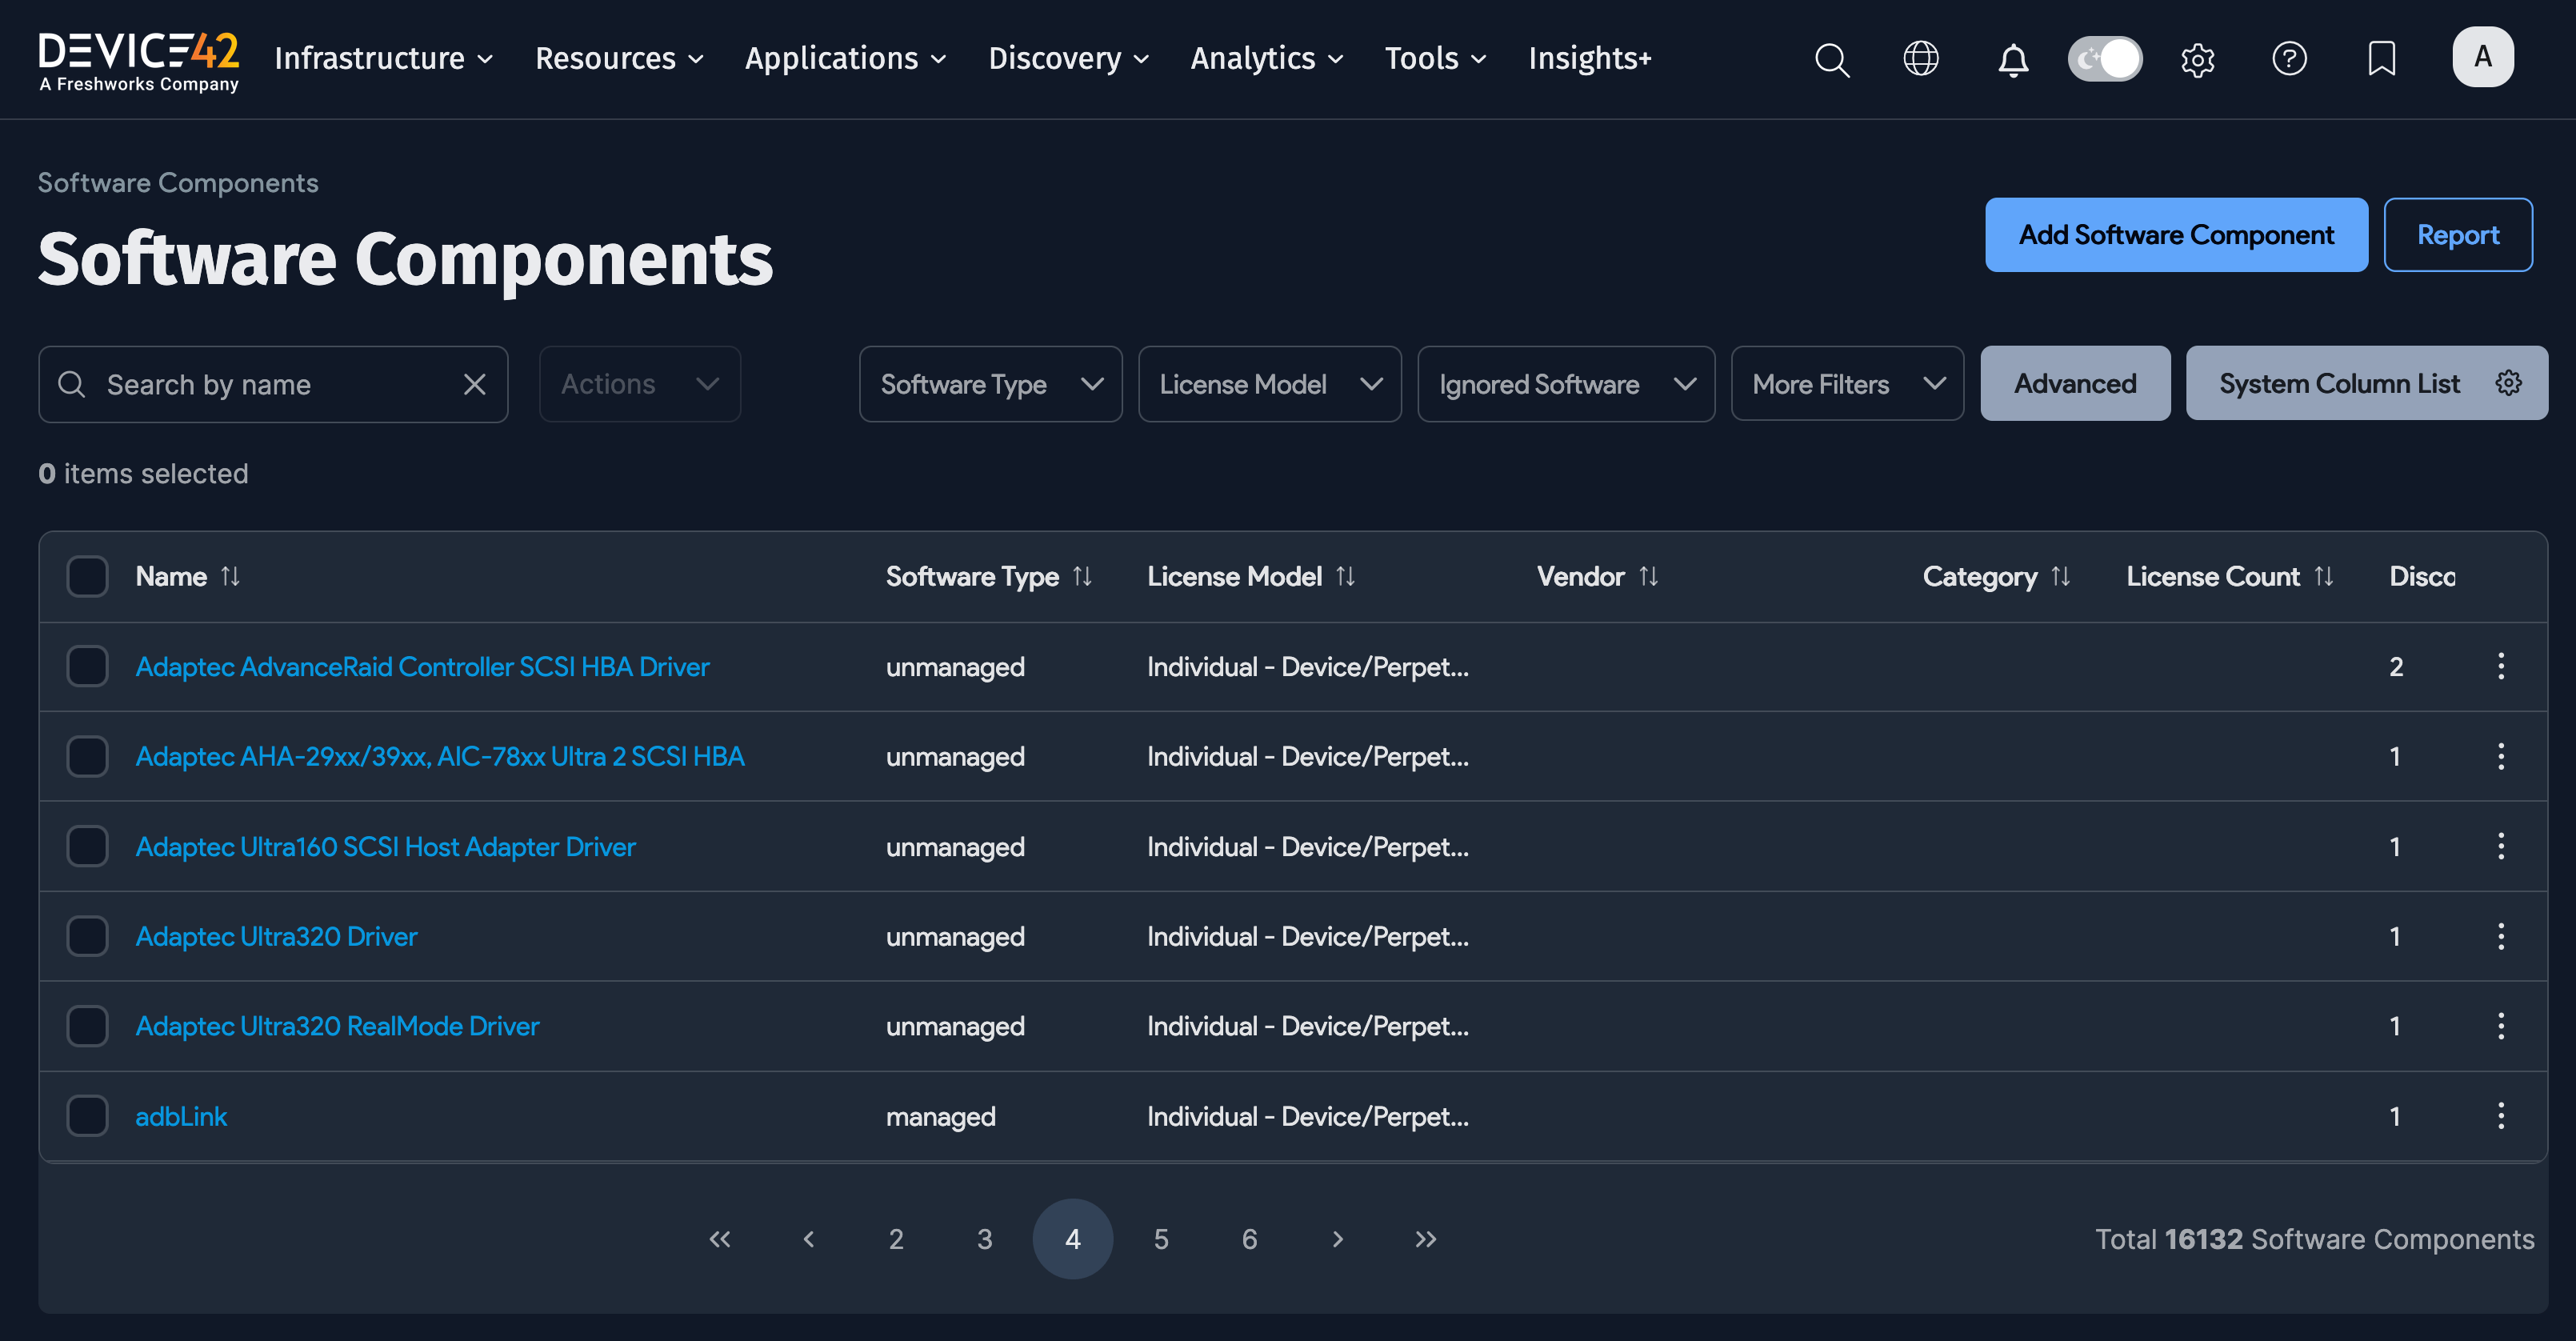 DEVICE42
A Freshworks Company
Infrastructure Resources Applications Discovery Analytics Tools Insights+ A
Software Components
Software Components
Add Software Component Report
Search by name Actions Software Type License Model Ignored Software More Filters Advanced System Column List
0 items selected
Name Software Type License Model Vendor Category License Count Disco
Adaptec AdvanceRaid Controller SCSI HBA Driver unmanaged Individual - Device/Perpet... 2
Adaptec AHA-29xx/39xx, AIC-78xx Ultra 2 SCSI HBA unmanaged Individual - Device/Perpet... 1
Adaptec Ultra160 SCSI Host Adapter Driver unmanaged Individual - Device/Perpet... 1
Adaptec Ultra320 Driver unmanaged Individual - Device/Perpet... 1
Adaptec Ultra320 RealMode Driver unmanaged Individual - Device/Perpet... 1
adbLink managed Individual - Device/Perpet... 1
« ‹ 2 3 4 5 6 › » Total 16132 Software Components